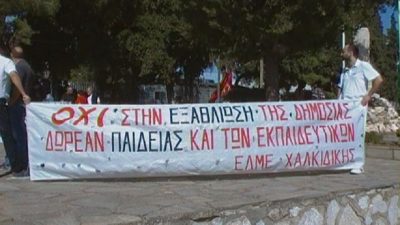 ΟΧΙ ΣΤΗΝ ΕΞΑΘΛΙΩΣΗ ΤΗΣ ΔΗΜΟΣΙΑΣ
ΔΩΡΕΑΝ ΠΑΙΔΕΙΑΣ ΚΑΙ ΤΩΝ ΕΚΠΑΙΔΕΥΤΙΚΩΝ
ΕΛΜΕ ΧΑΛΚΙΔΙΚΗΣ